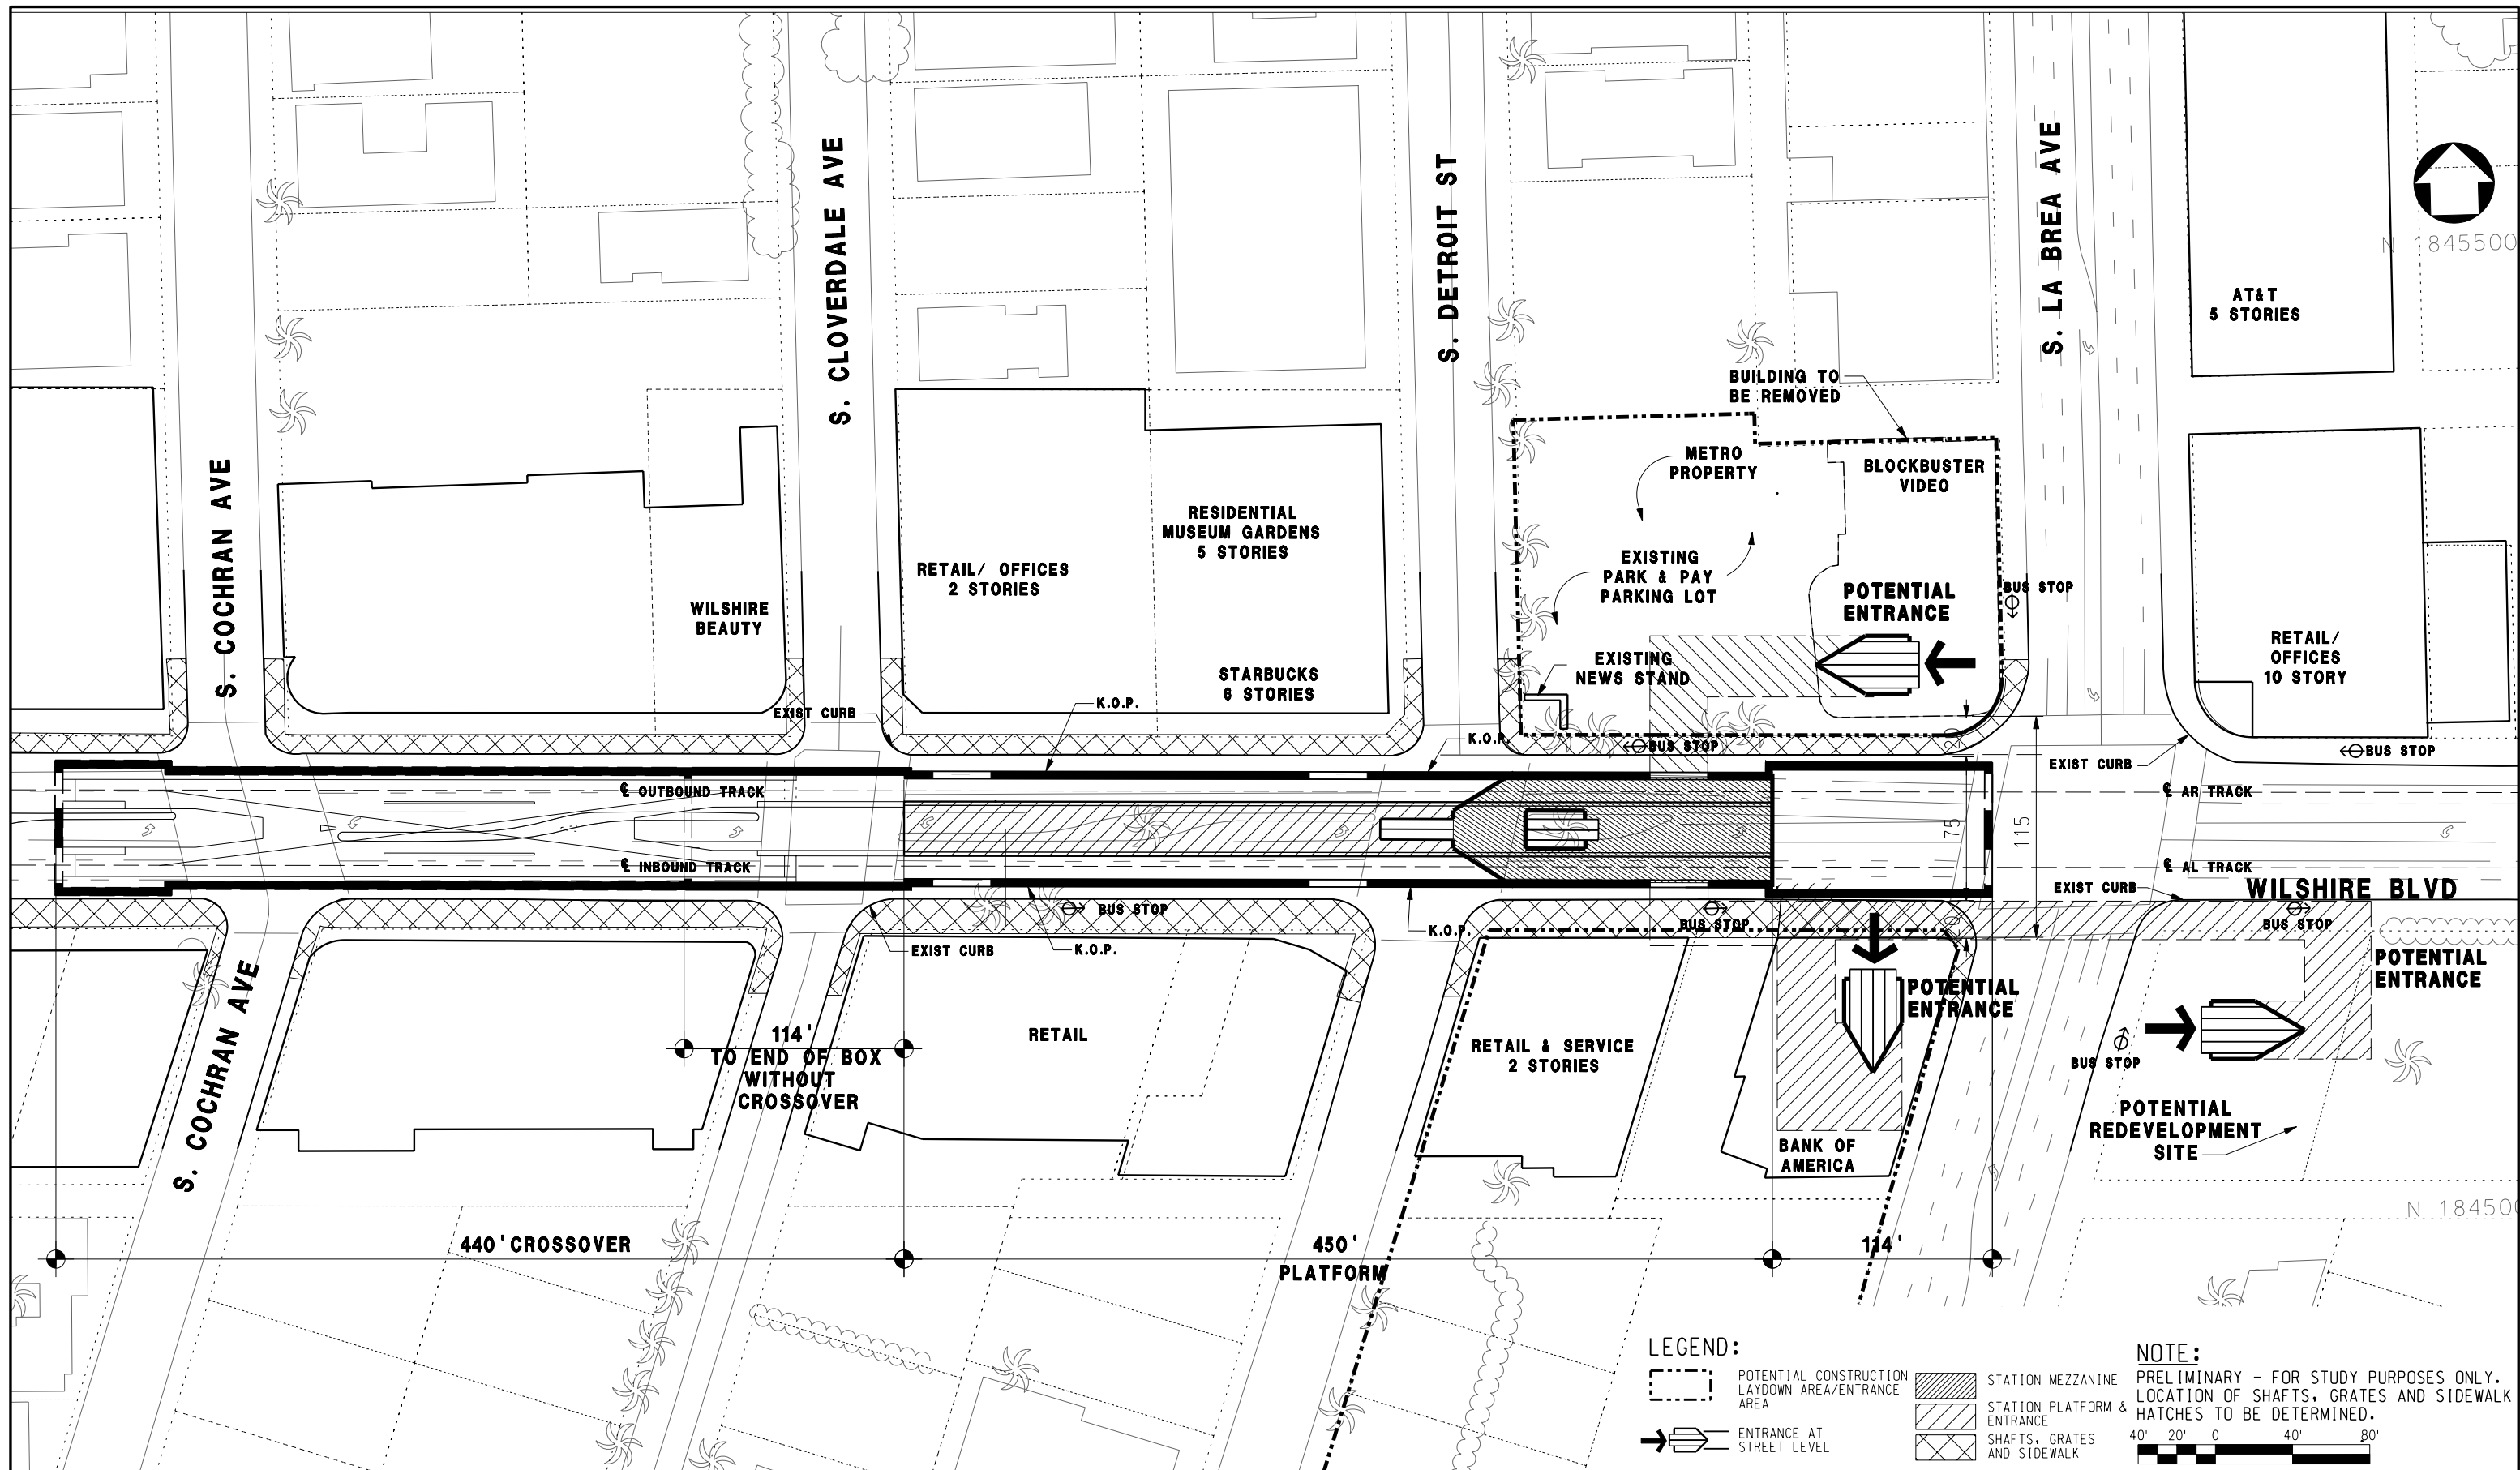 S. COCHRAN AVE
S. CLOVERDALE AVE
S. DETROIT ST
S. LA BREA AVE
N 1845500
AT&T
5 STORIES
BUILDING TO
BE REMOVED
METRO
PROPERTY
BLOCKBUSTER
VIDEO
RESIDENTIAL
MUSEUM GARDENS
5 STORIES
RETAIL/ OFFICES
2 STORIES
EXISTING
PARK & PAY
PARKING LOT
POTENTIAL
ENTRANCE
BUS STOP
WILSHIRE
BEAUTY
RETAIL/
OFFICES
10 STORY
EXISTING
NEWS STAND
STARBUCKS
6 STORIES
EXIST CURB
K.O.P.
K.O.P.
BUS STOP
BUS STOP
EXIST CURB
℄ OUTBOUND TRACK
℄ AR TRACK
75
115
℄ INBOUND TRACK
℄ AL TRACK
EXIST CURB
WILSHIRE BLVD
BUS STOP
BUS STOP
BUS STOP
EXIST CURB
K.O.P.
K.O.P.
POTENTIAL
ENTRANCE
POTENTIAL
ENTRANCE
S. COCHRAN AVE
114'
TO END OF BOX
WITHOUT
CROSSOVER
RETAIL
RETAIL & SERVICE
2 STORIES
BUS STOP
POTENTIAL
REDEVELOPMENT
SITE
BANK OF
AMERICA
N 184500
440' CROSSOVER
450'
PLATFORM
114'
LEGEND:
POTENTIAL CONSTRUCTION
LAYDOWN AREA/ENTRANCE
AREA
ENTRANCE AT
STREET LEVEL
STATION MEZZANINE
STATION PLATFORM &
ENTRANCE
SHAFTS, GRATES
AND SIDEWALK
NOTE:
PRELIMINARY - FOR STUDY PURPOSES ONLY.
LOCATION OF SHAFTS, GRATES AND SIDEWALK
HATCHES TO BE DETERMINED.
40' 20' 0 40' 80'